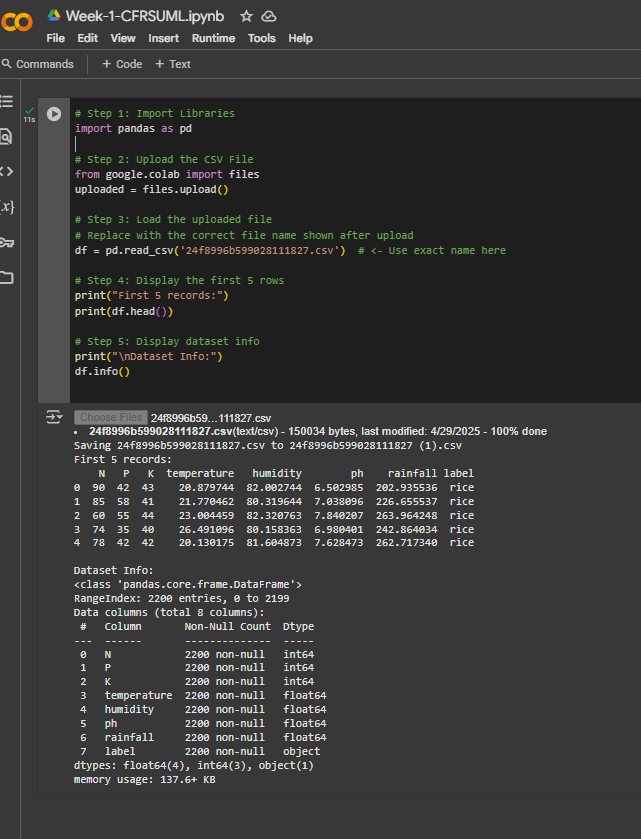 Week-1-CFRSUML.ipynb
File Edit View Insert Runtime Tools Help
Commands + Code + Text
11s
# Step 1: Import Libraries
import pandas as pd
# Step 2: Upload the CSV File
from google.colab import files
uploaded = files.upload()
# Step 3: Load the uploaded file
# Replace with the correct file name shown after upload
df = pd.read_csv('24f8996b599028111827.csv')  # <- Use exact name here
# Step 4: Display the first 5 rows
print("First 5 records:")
print(df.head())
# Step 5: Display dataset info
print("\nDataset Info:")
df.info()
Choose Files 24f8996b59...111827.csv
• 24f8996b599028111827.csv(text/csv) - 150034 bytes, last modified: 4/29/2025 - 100% done
Saving 24f8996b599028111827.csv to 24f8996b599028111827 (1).csv
First 5 records:
N P K temperature humidity ph rainfall label
0 90 42 43 20.879744 82.002744 6.502985 202.935536 rice
1 85 58 41 21.770462 80.319644 7.038096 226.655537 rice
2 60 55 44 23.004459 82.320763 7.840207 263.964248 rice
3 74 35 40 26.491096 80.158363 6.980401 242.864034 rice
4 78 42 42 20.130175 81.604873 7.628473 262.717340 rice
Dataset Info:
<class 'pandas.core.frame.DataFrame'>
RangeIndex: 2200 entries, 0 to 2199
Data columns (total 8 columns):
# Column Non-Null Count Dtype
--- ------ -------------- -----
0 N 2200 non-null int64
1 P 2200 non-null int64
2 K 2200 non-null int64
3 temperature 2200 non-null float64
4 humidity 2200 non-null float64
5 ph 2200 non-null float64
6 rainfall 2200 non-null float64
7 label 2200 non-null object
dtypes: float64(4), int64(3), object(1)
memory usage: 137.6+ KB